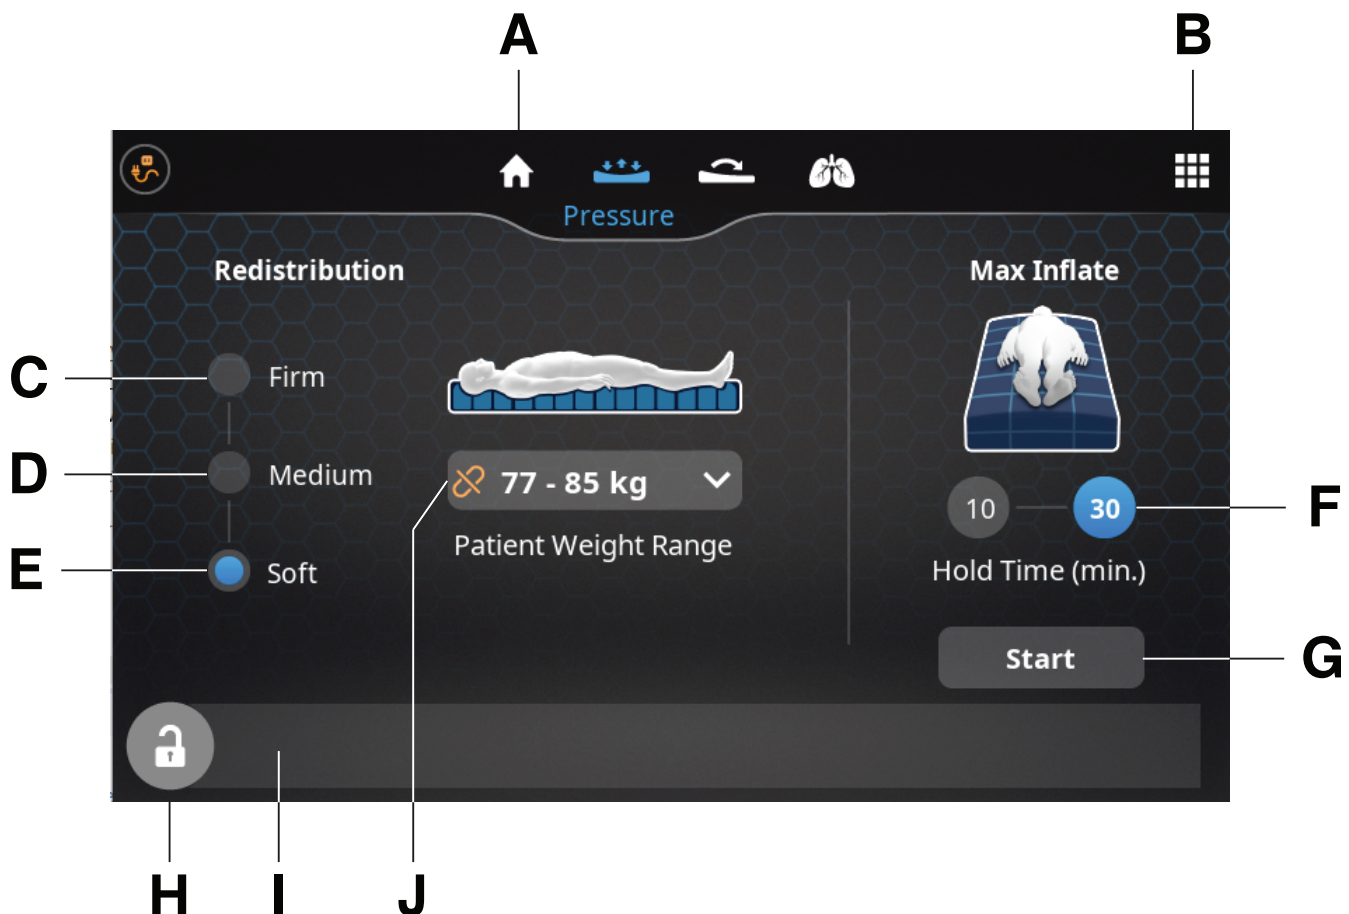 A
B
Pressure
Redistribution
Max Inflate
C
Firm
D
Medium
77 - 85 kg
10
30
F
Patient Weight Range
Hold Time (min.)
E
Soft
Start
G
H
I
J